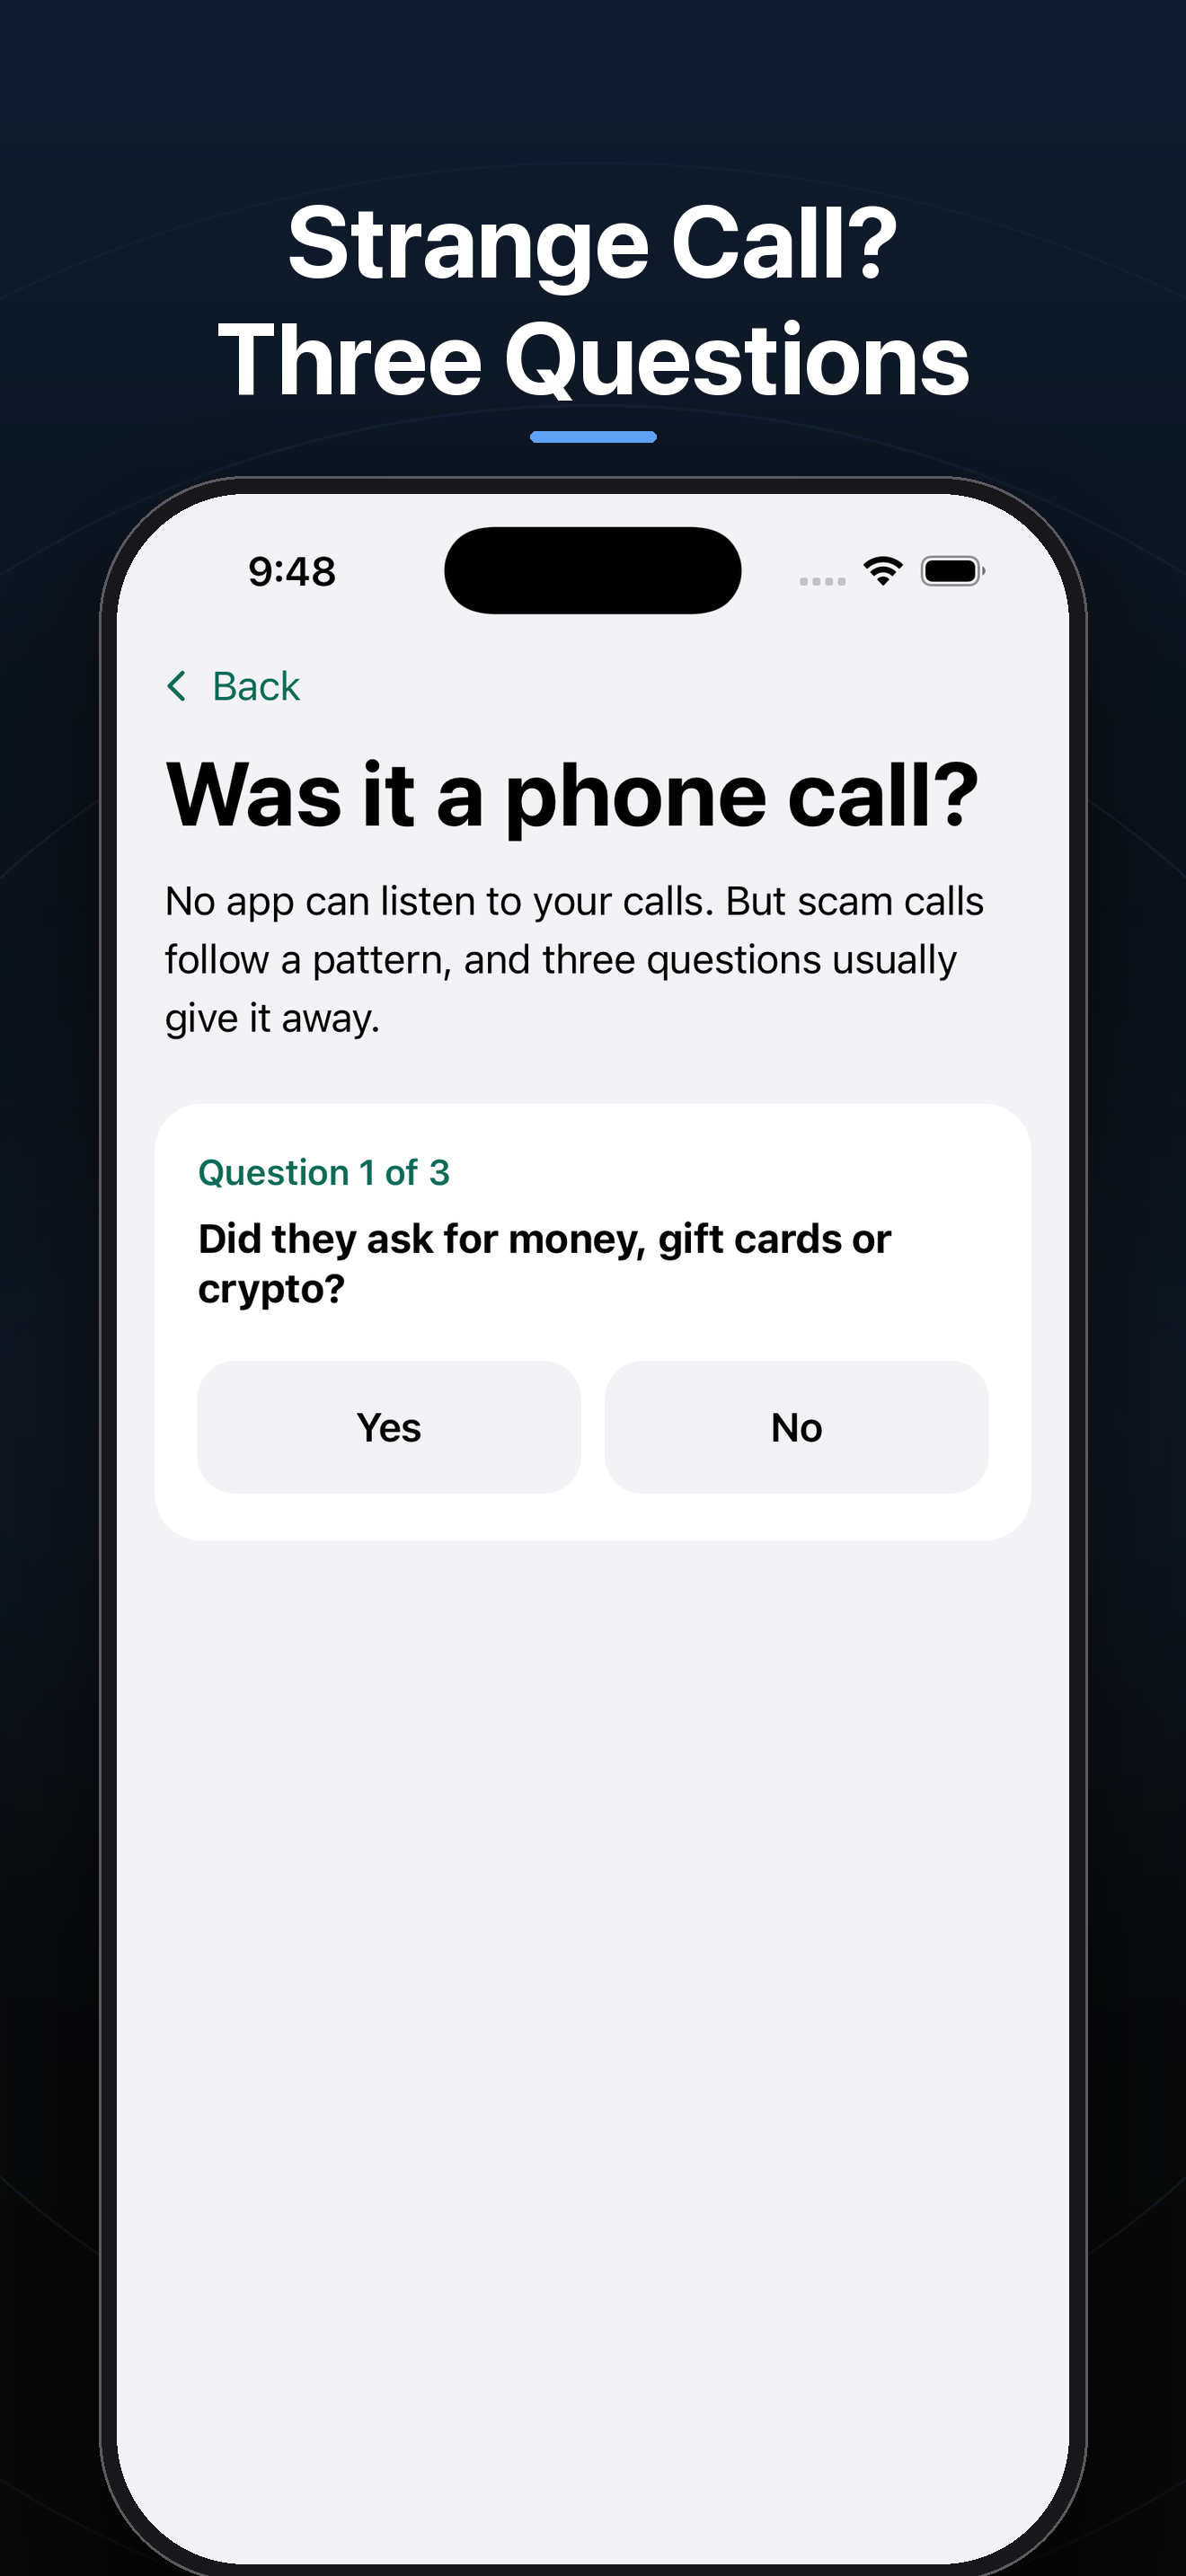 Strange Call?
Three Questions
9:48
Back
Was it a phone call?
No app can listen to your calls. But scam calls
follow a pattern, and three questions usually
give it away.
Question 1 of 3
Did they ask for money, gift cards or
crypto?
Yes
No